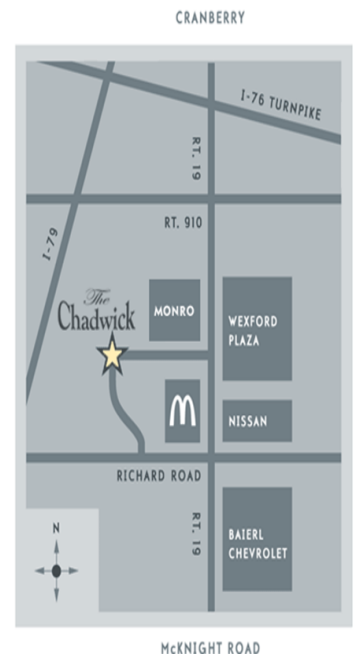 CRANBERRY
I-76 TURNPIKE
RT. 19
RT. 910
I-79
The
Chadwick
MONRO
WEXFORD
PLAZA
M
NISSAN
RICHARD ROAD
N
RT. 19
BAIERL
CHEVROLET
McKNIGHT ROAD